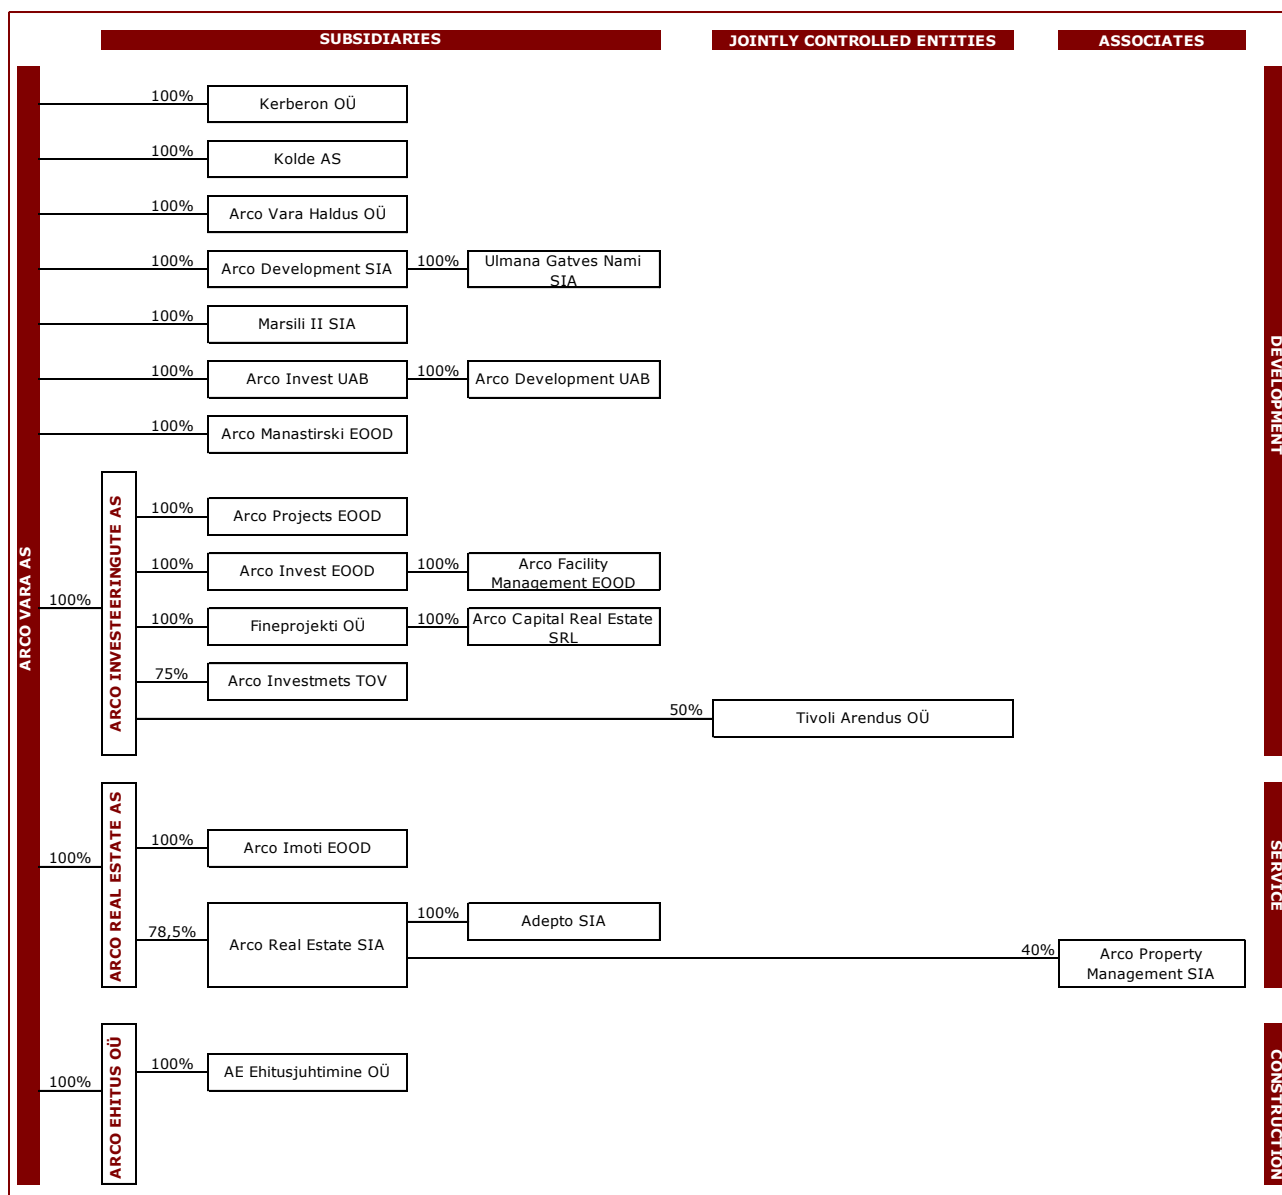 SUBSIDIARIES
JOINTLY CONTROLLED ENTITIES
ASSOCIATES
ARCO VARA AS
DEVELOPMENT
100%
Kerberon OÜ
100%
Kolde AS
100%
Arco Vara Haldus OÜ
100%
Arco Development SIA
100%
Ulmana Gatves Nami
SIA
100%
Marsili II SIA
100%
Arco Invest UAB
100%
Arco Development UAB
100%
Arco Manastirski EOOD
100%
ARCO INVESTEERINGUTE AS
100%
Arco Projects EOOD
100%
Arco Invest EOOD
100%
Arco Facility
Management EOOD
100%
Fineprojekti OÜ
100%
Arco Capital Real Estate
SRL
75%
Arco Investmets TOV
50%
Tivoli Arendus OÜ
SERVICE
100%
ARCO REAL ESTATE AS
100%
Arco Imoti EOOD
78,5%
Arco Real Estate SIA
100%
Adepto SIA
40%
Arco Property
Management SIA
CONSTRUCTION
100%
ARCO EHITUS OÜ
100%
AE Ehitusjuhtimine OÜ